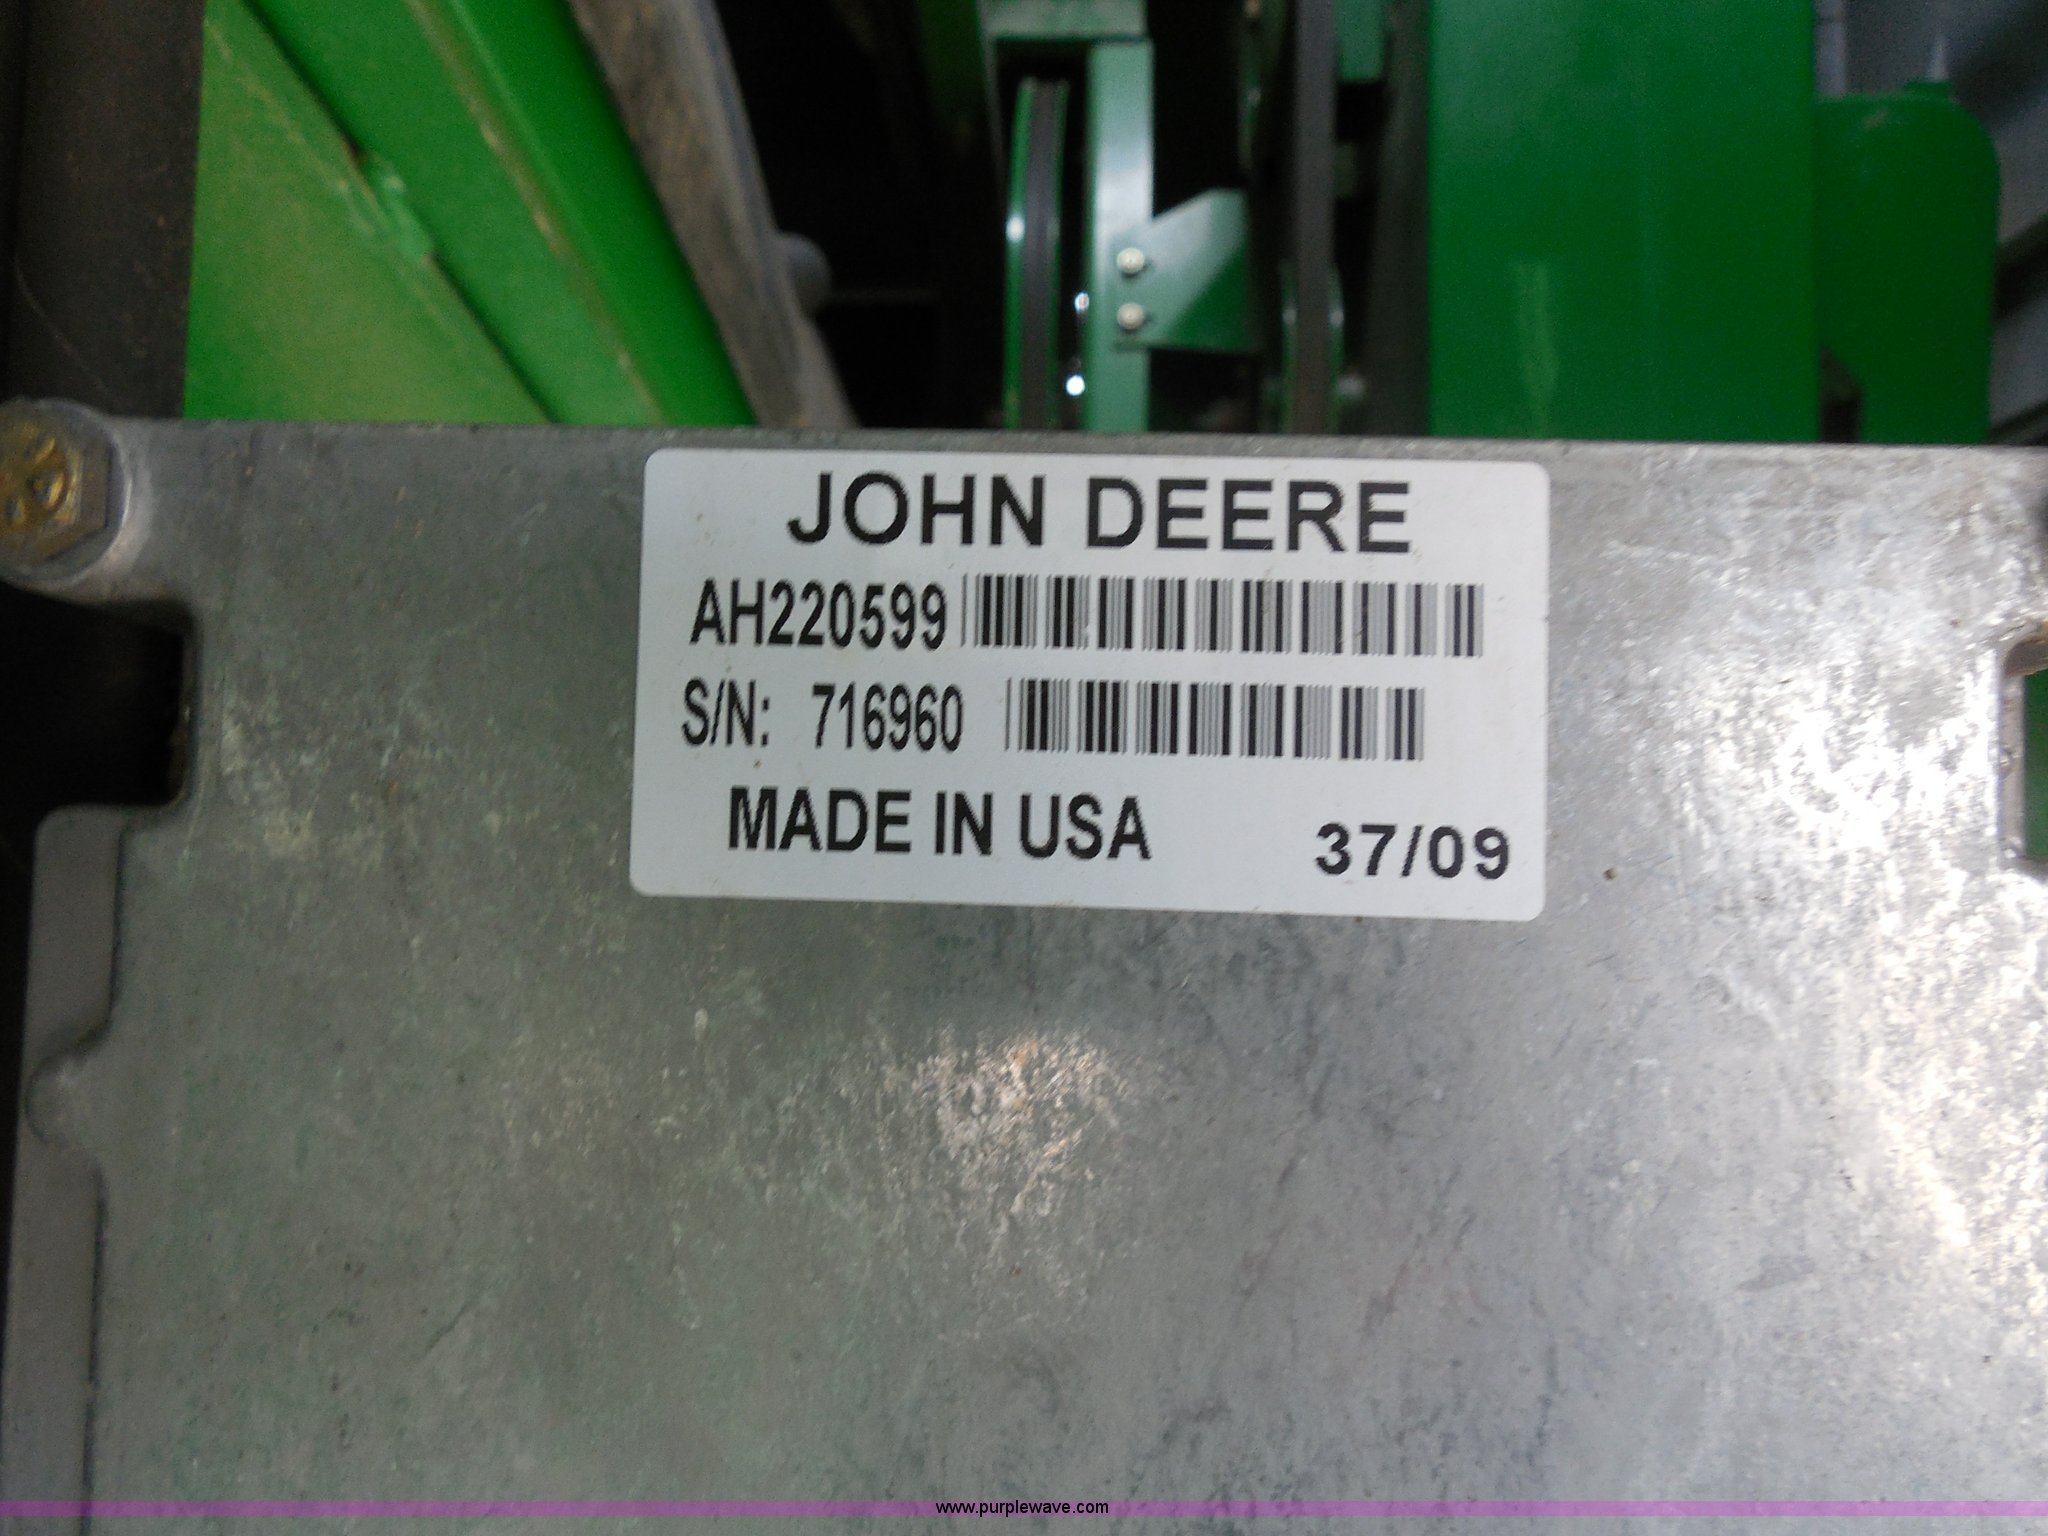 JOHN DEERE
AH220599
S/N: 716960
MADE IN USA 37/09
www.purplewave.com